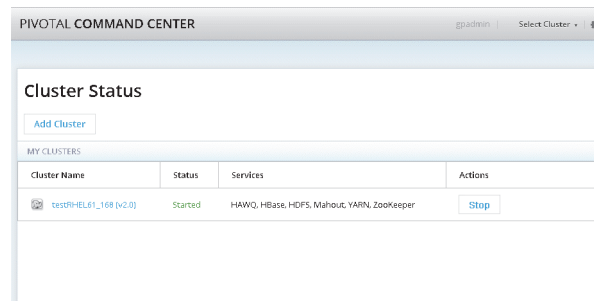 PIVOTAL COMMAND CENTER
gpadmin
Select Cluster
Cluster Status
Add Cluster
MY CLUSTERS
Cluster Name Status Services Actions
testRHEL61_168 (v2.0) Started HAWQ, HBase, HDFS, Mahout, YARN, ZooKeeper Stop